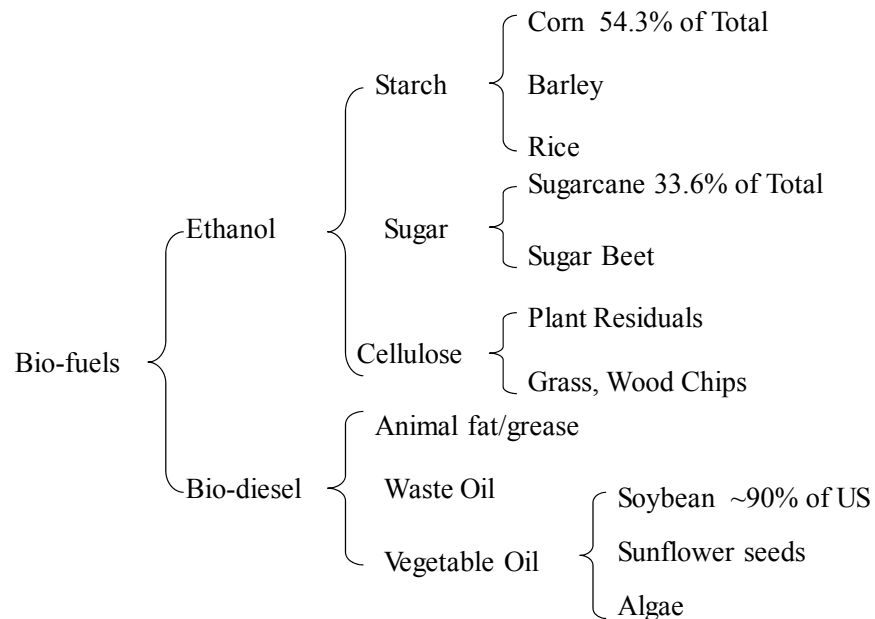 Corn 54.3% of Total
Starch
Barley
Rice
Sugarcane 33.6% of Total
Ethanol
Sugar
Sugar Beet
Plant Residuals
Cellulose
Bio-fuels
Grass, Wood Chips
Animal fat/grease
Bio-diesel
Waste Oil
Soybean ~90% of US
Vegetable Oil
Sunflower seeds
Algae